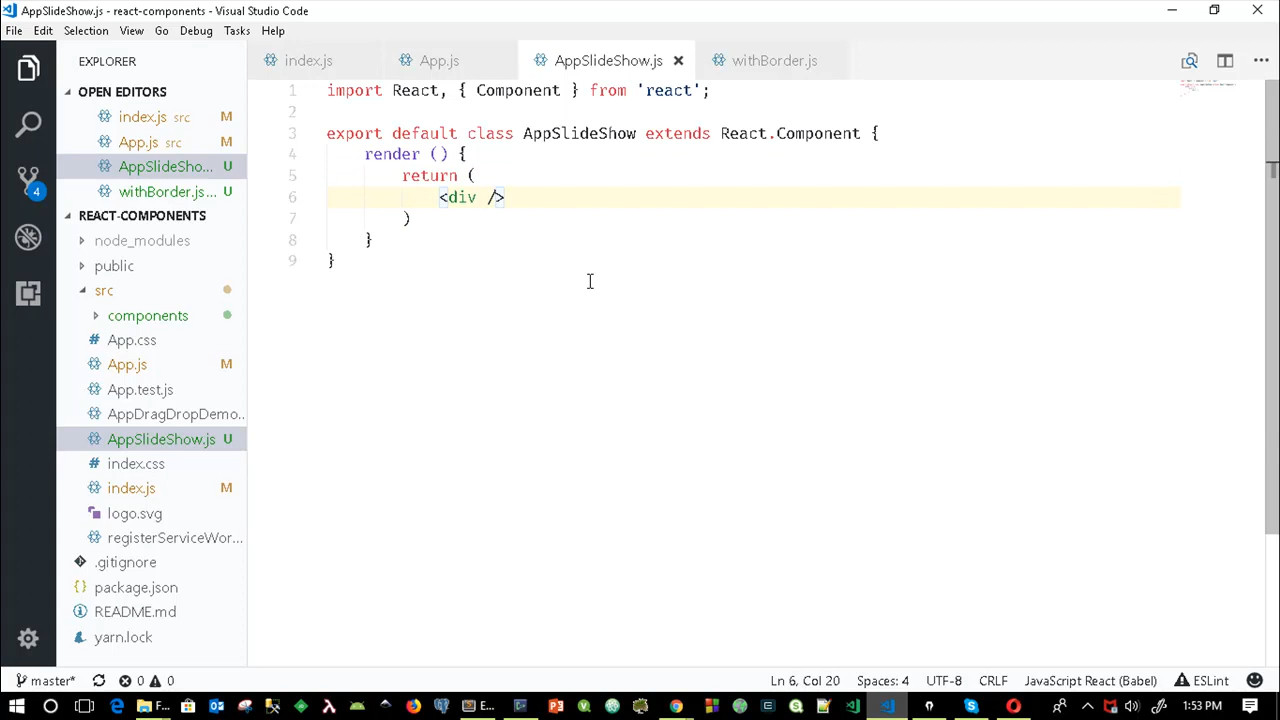 AppSlideShow.js - react-components - Visual Studio Code
File Edit Selection View Go Debug Tasks Help
EXPLORER
OPEN EDITORS
index.js src M
App.js src M
AppSlideSho... U
withBorder.js... U
REACT-COMPONENTS
node_modules
public
src
components
App.css
App.js M
App.test.js
AppDragDropDemo...
AppSlideShow.js U
index.css
index.js M
logo.svg
registerServiceWor...
.gitignore
package.json
README.md
yarn.lock
4
index.js App.js AppSlideShow.js withBorder.js
1 import React, { Component } from 'react';
2
3 export default class AppSlideShow extends React.Component {
4 render () {
5 return (
6 <div />
7 )
8 }
9 }
master* 0 0 Ln 6, Col 20 Spaces: 4 UTF-8 CRLF JavaScript React (Babel) ESLint
F... E... 1:53 PM